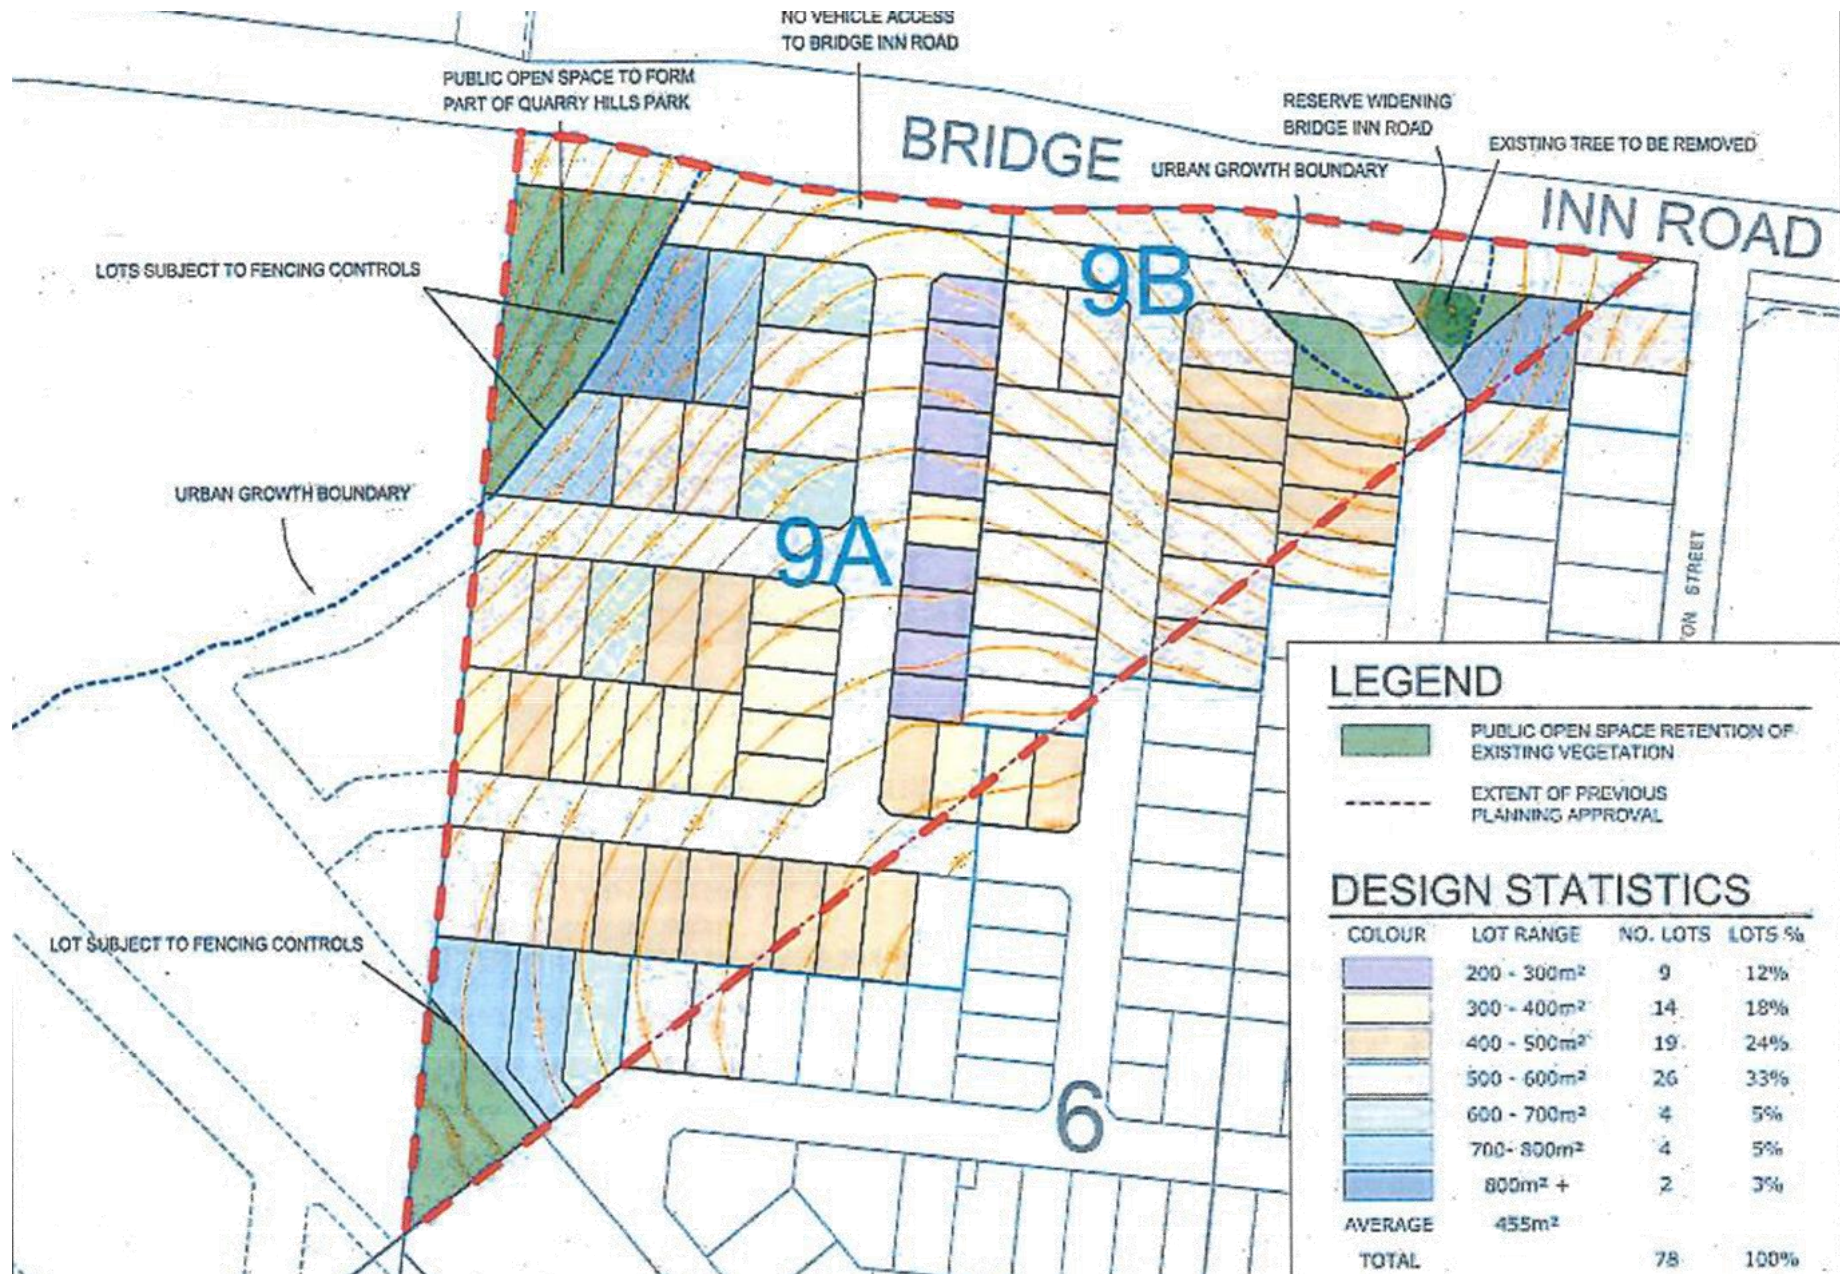 NO VEHICLE ACCESS
TO BRIDGE INN ROAD
PUBLIC OPEN SPACE TO FORM
PART OF QUARRY HILLS PARK
RESERVE WIDENING
BRIDGE INN ROAD
EXISTING TREE TO BE REMOVED
BRIDGE
URBAN GROWTH BOUNDARY
INN ROAD
LOTS SUBJECT TO FENCING CONTROLS
9B
URBAN GROWTH BOUNDARY
9A
ON STREET
LOT SUBJECT TO FENCING CONTROLS
6
LEGEND
PUBLIC OPEN SPACE RETENTION OF
EXISTING VEGETATION
EXTENT OF PREVIOUS
PLANNING APPROVAL
DESIGN STATISTICS
COLOUR LOT RANGE NO. LOTS LOTS %
200 - 300m² 9 12%
300 - 400m² 14 18%
400 - 500m² 19 24%
500 - 600m² 26 33%
600 - 700m² 4 5%
700 - 800m² 4 5%
800m² + 2 3%
AVERAGE 455m²
TOTAL 78 100%